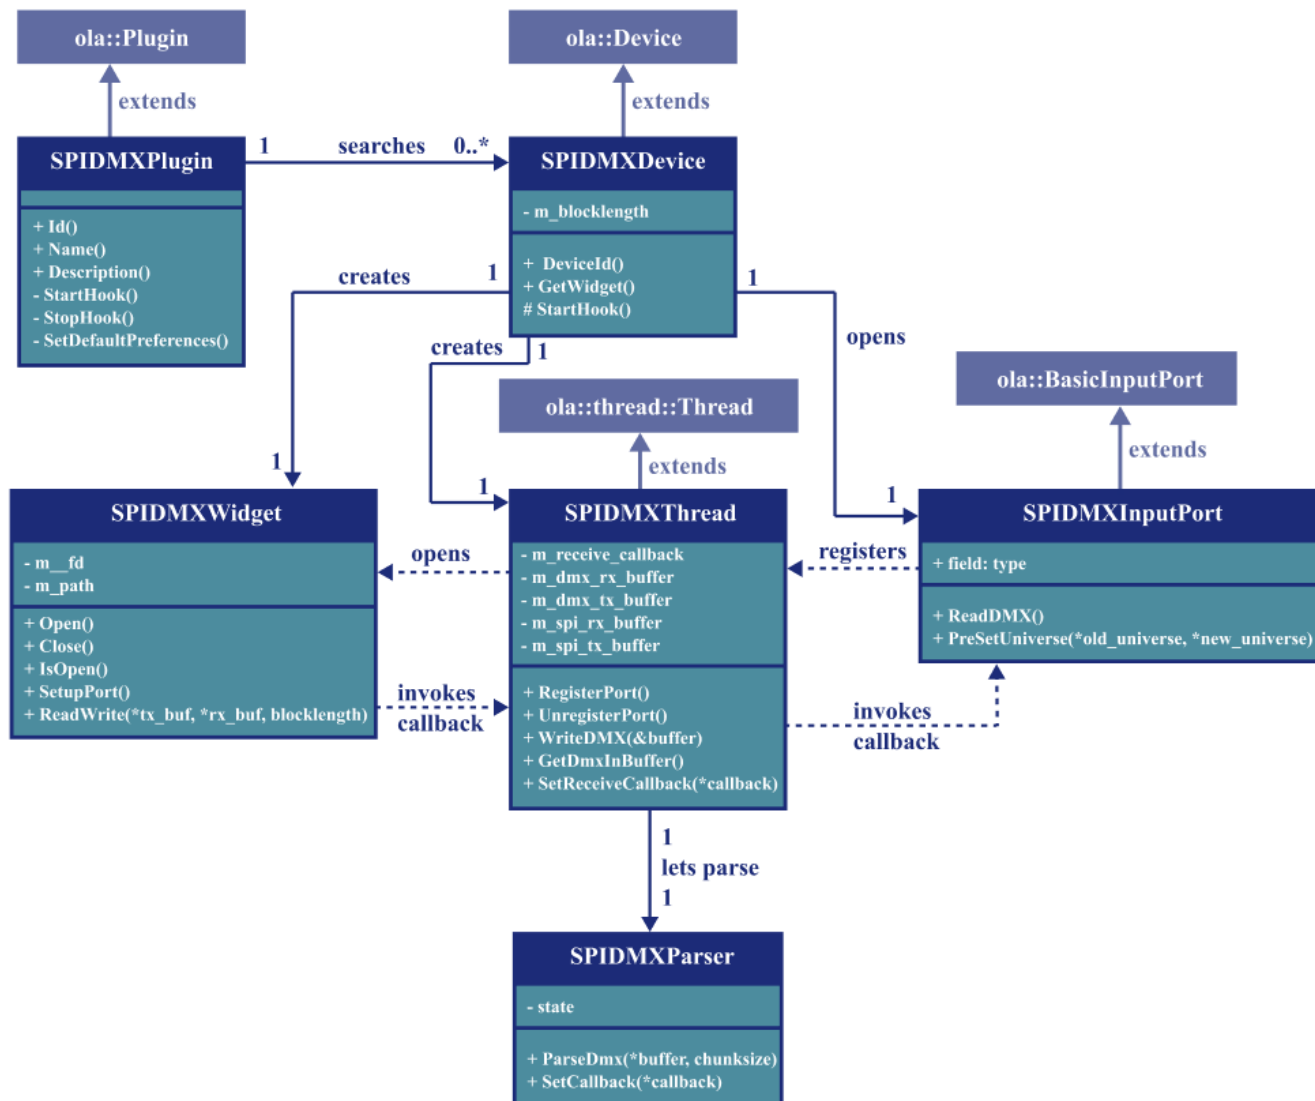 ola::Plugin
ola::Device
extends
extends
SPIDMXPlugin
1
searches
0..*
SPIDMXDevice
- m_blocklength
+ Id()
+ Name()
+ Description()
- StartHook()
- StopHook()
- SetDefaultPreferences()
+ DeviceId()
+ GetWidget()
# StartHook()
creates
1
1
creates
1
opens
ola::BasicInputPort
ola::thread::Thread
extends
extends
1
1
1
SPIDMXWidget
- m__fd
- m_path
+ Open()
+ Close()
+ IsOpen()
+ SetupPort()
+ ReadWrite(*tx_buf, *rx_buf, blocklength)
opens
invokes
callback
SPIDMXThread
- m_receive_callback
- m_dmx_rx_buffer
- m_dmx_tx_buffer
- m_spi_rx_buffer
- m_spi_tx_buffer
+ RegisterPort()
+ UnregisterPort()
+ WriteDMX(&buffer)
+ GetDmxInBuffer()
+ SetReceiveCallback(*callback)
registers
invokes
callback
SPIDMXInputPort
+ field: type
+ ReadDMX()
+ PreSetUniverse(*old_universe, *new_universe)
1
lets parse
1
SPIDMXParser
- state
+ ParseDmx(*buffer, chunksize)
+ SetCallback(*callback)